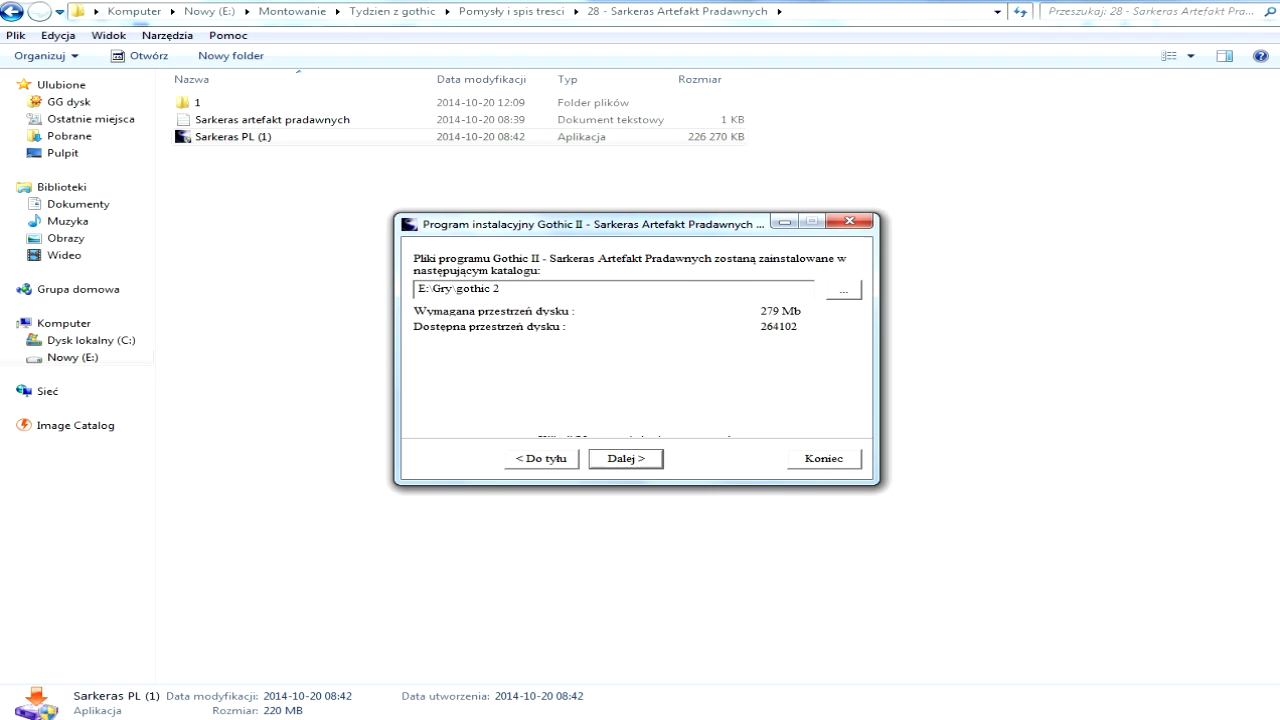 Komputer
Nowy (E:)
Montowanie
Tydzien z gothic
Pomysły i spis tresci
28 - Sarkeras Artefakt Pradawnych
Przeszukaj: 28 - Sarkeras Artefakt Pra...
Plik
Edycja
Widok
Narzędzia
Pomoc
Organizuj
Otwórz
Nowy folder
Ulubione
GG dysk
Ostatnie miejsca
Pobrane
Pulpit
Biblioteki
Dokumenty
Muzyka
Obrazy
Wideo
Grupa domowa
Komputer
Dysk lokalny (C:)
Nowy (E:)
Sieć
Image Catalog
Nazwa Data modyfikacji Typ Rozmiar
1 2014-10-20 12:09 Folder plików
Sarkeras artefakt pradawnych 2014-10-20 08:39 Dokument tekstowy 1 KB
Sarkeras PL (1) 2014-10-20 08:42 Aplikacja 226 270 KB
Program instalacyjny Gothic II - Sarkeras Artefakt Pradawnych ...
Pliki programu Gothic II - Sarkeras Artefakt Pradawnych zostaną zainstalowane w
następującym katalogu:
E:\Gry\gothic 2
...
Wymagana przestrzeń dysku : 279 Mb
Dostępna przestrzeń dysku : 264102
< Do tyłu
Dalej >
Koniec
Sarkeras PL (1) Data modyfikacji: 2014-10-20 08:42 Data utworzenia: 2014-10-20 08:42
Aplikacja Rozmiar: 220 MB